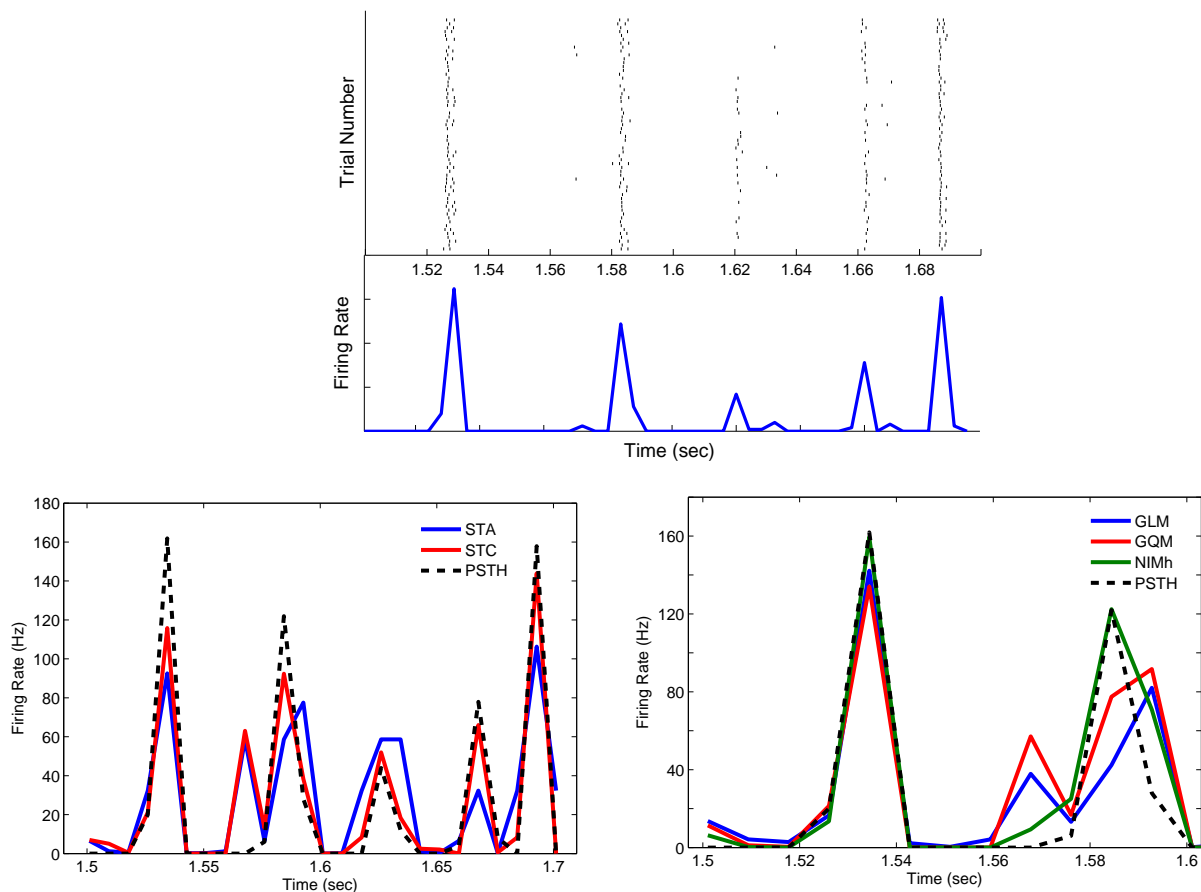 Trial Number
1.52 1.54 1.56 1.58 1.6 1.62 1.64 1.66 1.68
Firing Rate
Time (sec)
180
160
140
120
100
80
60
40
20
0
Firing Rate (Hz)
STA
STC
PSTH
1.5 1.55 1.6 1.65 1.7
Time (sec)
160
120
80
40
0
Firing Rate (Hz)
GLM
GQM
NIMh
PSTH
1.5 1.52 1.54 1.56 1.58 1.6
Time (sec)